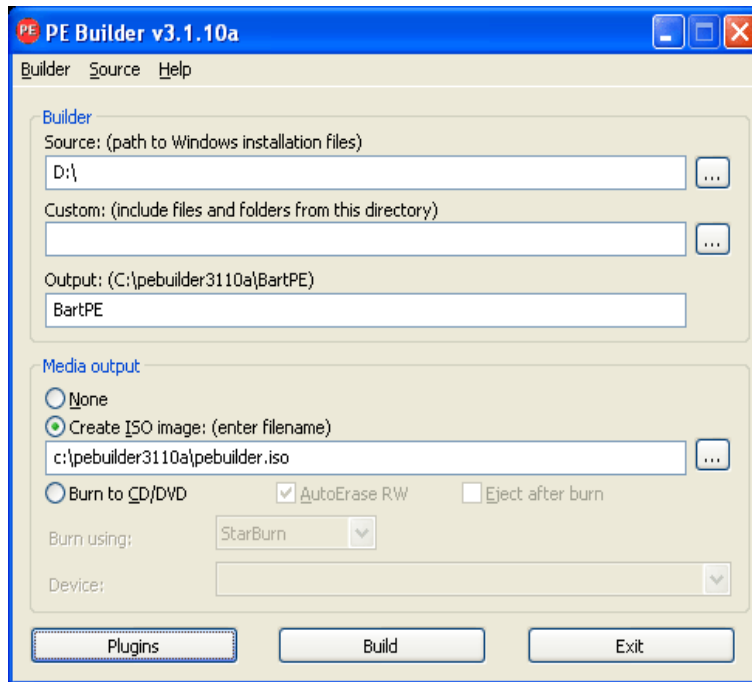 PE PE Builder v3.1.10a
Builder Source Help
Builder
Source: (path to Windows installation files)
D:\
...
Custom: (include files and folders from this directory)
...
Output: (C:\pebuilder3110a\BartPE)
BartPE
Media output
None
Create ISO image: (enter filename)
c:\pebuilder3110a\pebuilder.iso
...
Burn to CD/DVD AutoErase RW Eject after burn
Burn using: StarBurn
Device:
Plugins Build Exit